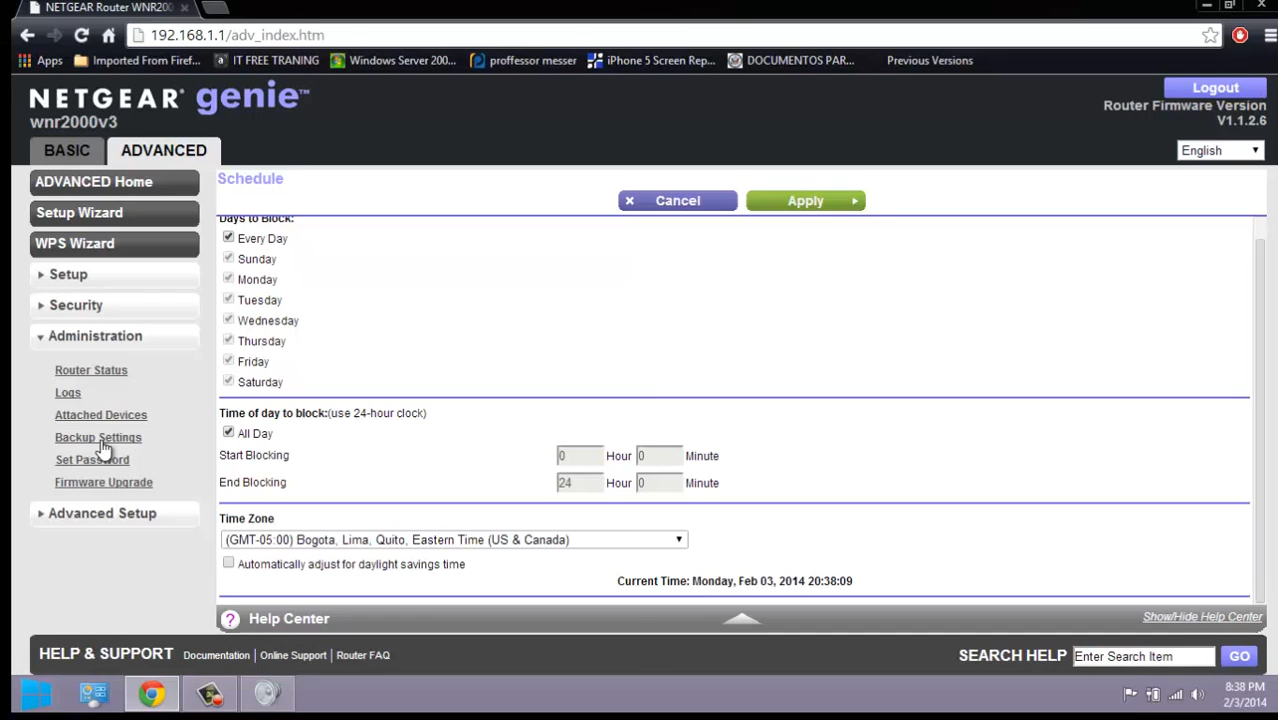 NETGEAR Router WNR200
192.168.1.1/adv_index.htm
Apps Imported From Firef... IT FREE TRANING Windows Server 200... proffessor messer iPhone 5 Screen Rep... DOCUMENTOS PAR... Previous Versions
NETGEAR® genie™
wnr2000v3
Logout
Router Firmware Version
V1.1.2.6
BASIC ADVANCED
English
ADVANCED Home
Setup Wizard
WPS Wizard
Setup
Security
Administration
Router Status
Logs
Attached Devices
Backup Settings
Set Password
Firmware Upgrade
Advanced Setup
Schedule
x Cancel Apply
Days to Block:
Every Day
Sunday
Monday
Tuesday
Wednesday
Thursday
Friday
Saturday
Time of day to block:(use 24-hour clock)
All Day
Start Blocking 0 Hour 0 Minute
End Blocking 24 Hour 0 Minute
Time Zone
(GMT-05:00) Bogota, Lima, Quito, Eastern Time (US & Canada)
Automatically adjust for daylight savings time
Current Time: Monday, Feb 03, 2014 20:38:09
? Help Center Show/Hide Help Center
HELP & SUPPORT Documentation | Online Support | Router FAQ SEARCH HELP Enter Search Item GO
8:38 PM
2/3/2014